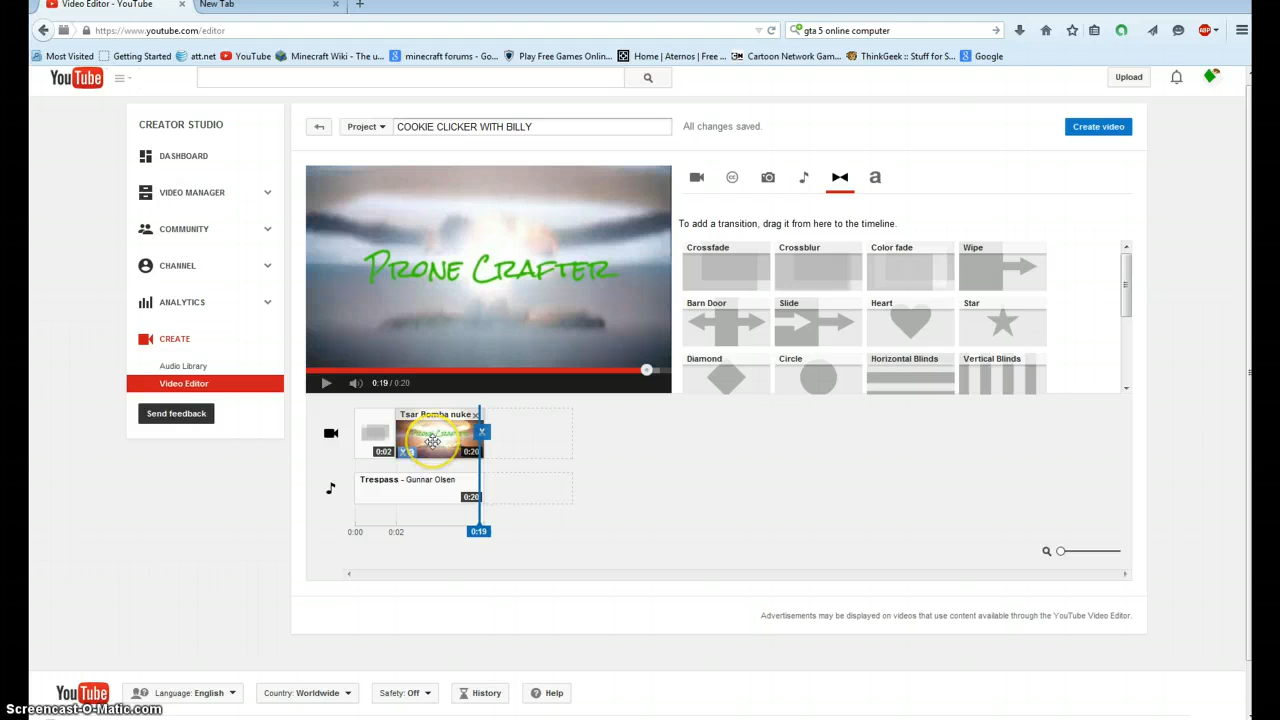 Video Editor - YouTube × New Tab × +
https://www.youtube.com/editor gta 5 online computer ABP
Most Visited Getting Started att.net YouTube Minecraft Wiki - The u... minecraft forums - Go... Play Free Games Onlin... Home | Aternos | Free ... Cartoon Network Gam... ThinkGeek :: Stuff for S... Google
YouTube Upload
CREATOR STUDIO
DASHBOARD
VIDEO MANAGER
COMMUNITY
CHANNEL
ANALYTICS
CREATE
Audio Library
Video Editor
Send feedback
Project COOKIE CLICKER WITH BILLY All changes saved. Create video
PRONE CRAFTER
0:19 / 0:20
CC a
To add a transition, drag it from here to the timeline.
Crossfade Crossblur Color fade Wipe
Barn Door Slide Heart Star
Diamond Circle Horizontal Blinds Vertical Blinds
Tsar Bomba nuke ×
PRONE CRAFTER
0:02 0:20
Trespass - Gunnar Olsen
0:20
0:00 0:02 0:19
Advertisements may be displayed on videos that use content available through the YouTube Video Editor.
YouTube Language: English Country: Worldwide Safety: Off History Help
Screencast-O-Matic.com